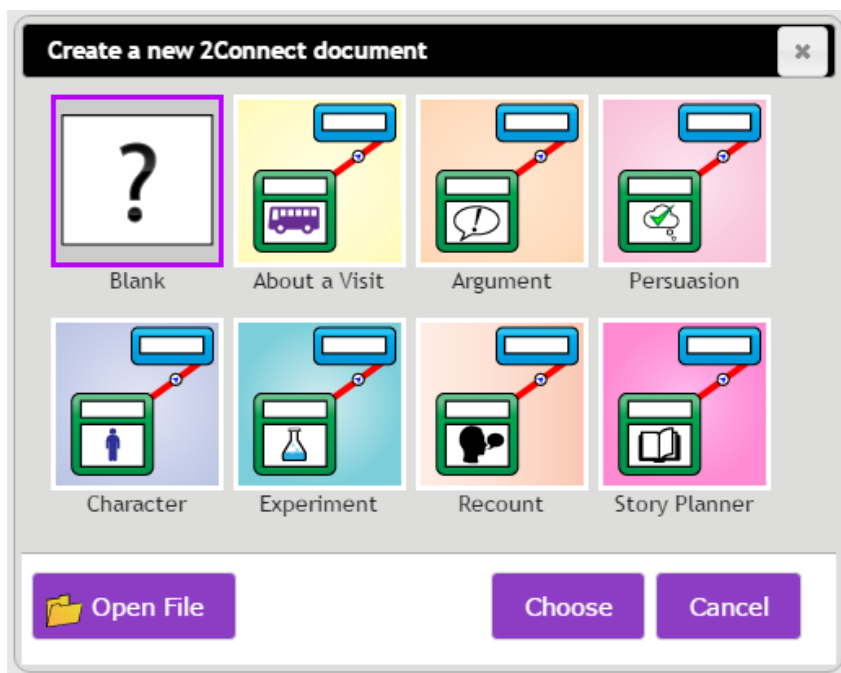 Create a new 2Connect document
?
Blank
About a Visit
!
Argument
Persuasion
Character
Experiment
Recount
Story Planner
Open File
Choose
Cancel